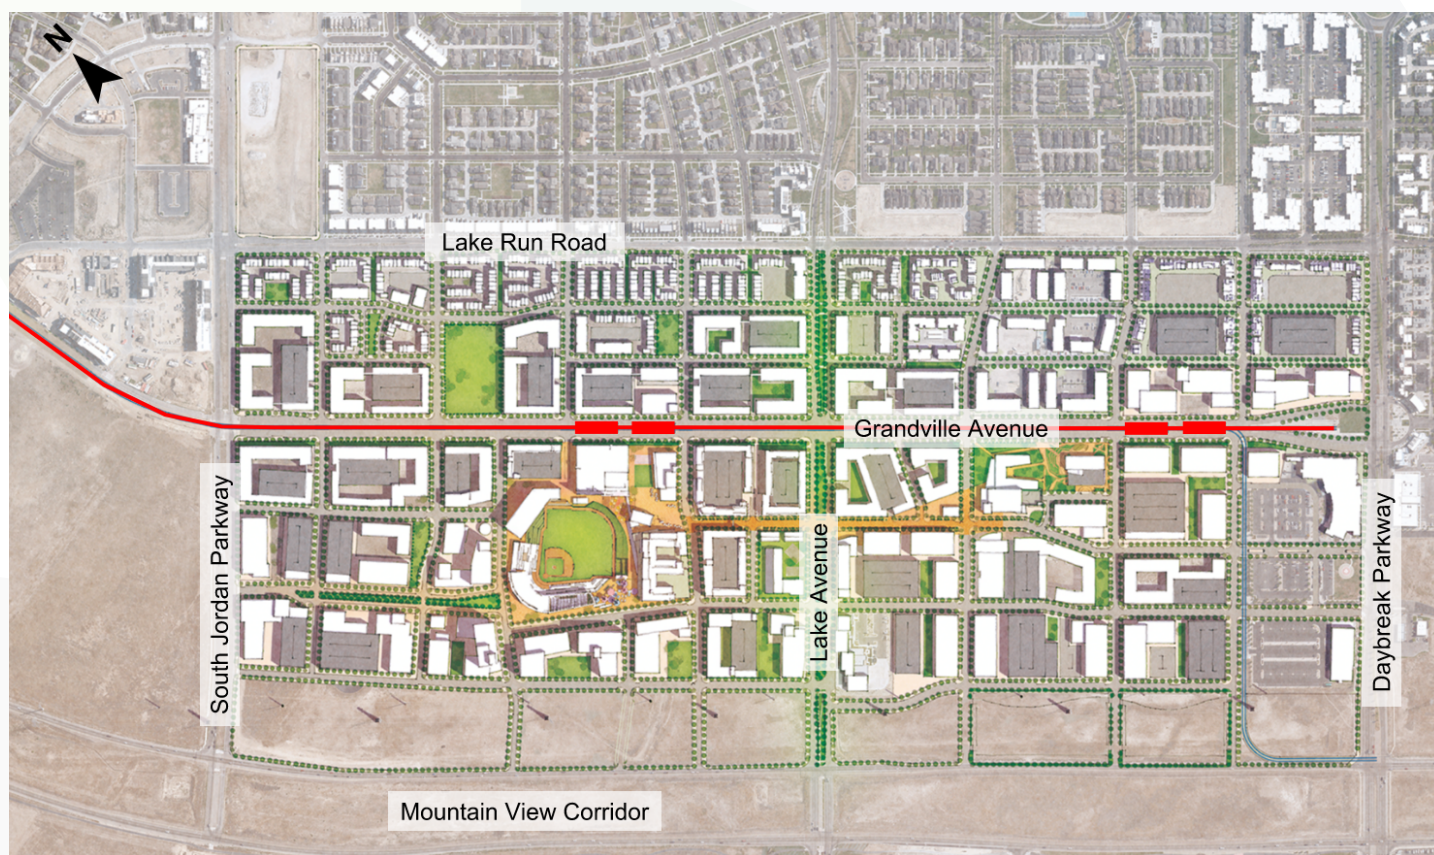 N
Lake Run Road
Grandville Avenue
South Jordan Parkway
Lake Avenue
Daybreak Parkway
Mountain View Corridor